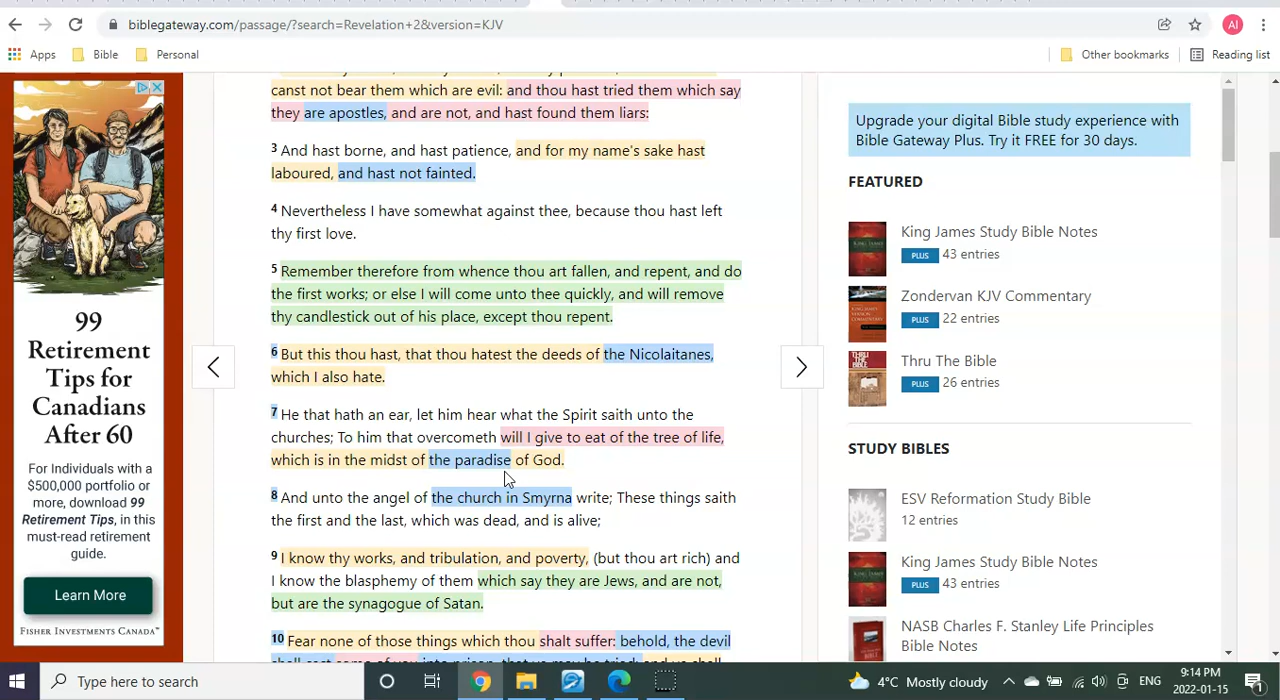 biblegateway.com/passage/?search=Revelation+2&version=KJV
AI
Apps
Bible
Personal
Other bookmarks
Reading list
canst not bear them which are evil: and thou hast tried them which say
they are apostles, and are not, and hast found them liars:
3 And hast borne, and hast patience, and for my name's sake hast
laboured, and hast not fainted.
4 Nevertheless I have somewhat against thee, because thou hast left
thy first love.
5 Remember therefore from whence thou art fallen, and repent, and do
the first works; or else I will come unto thee quickly, and will remove
thy candlestick out of his place, except thou repent.
6 But this thou hast, that thou hatest the deeds of the Nicolaitanes,
which I also hate.
7 He that hath an ear, let him hear what the Spirit saith unto the
churches; To him that overcometh will I give to eat of the tree of life,
which is in the midst of the paradise of God.
8 And unto the angel of the church in Smyrna write; These things saith
the first and the last, which was dead, and is alive;
9 I know thy works, and tribulation, and poverty, (but thou art rich) and
I know the blasphemy of them which say they are Jews, and are not,
but are the synagogue of Satan.
10 Fear none of those things which thou shalt suffer: behold, the devil
99
Retirement
Tips for
Canadians
After 60
For Individuals with a
$500,000 portfolio or
more, download 99
Retirement Tips, in this
must-read retirement
guide.
Learn More
FISHER INVESTMENTS CANADA™
Upgrade your digital Bible study experience with
Bible Gateway Plus. Try it FREE for 30 days.
FEATURED
King James Study Bible Notes
PLUS 43 entries
Zondervan KJV Commentary
PLUS 22 entries
Thru The Bible
PLUS 26 entries
STUDY BIBLES
ESV Reformation Study Bible
12 entries
King James Study Bible Notes
PLUS 43 entries
NASB Charles F. Stanley Life Principles
Bible Notes
Type here to search
4°C Mostly cloudy
ENG
9:14 PM
2022-01-15
1